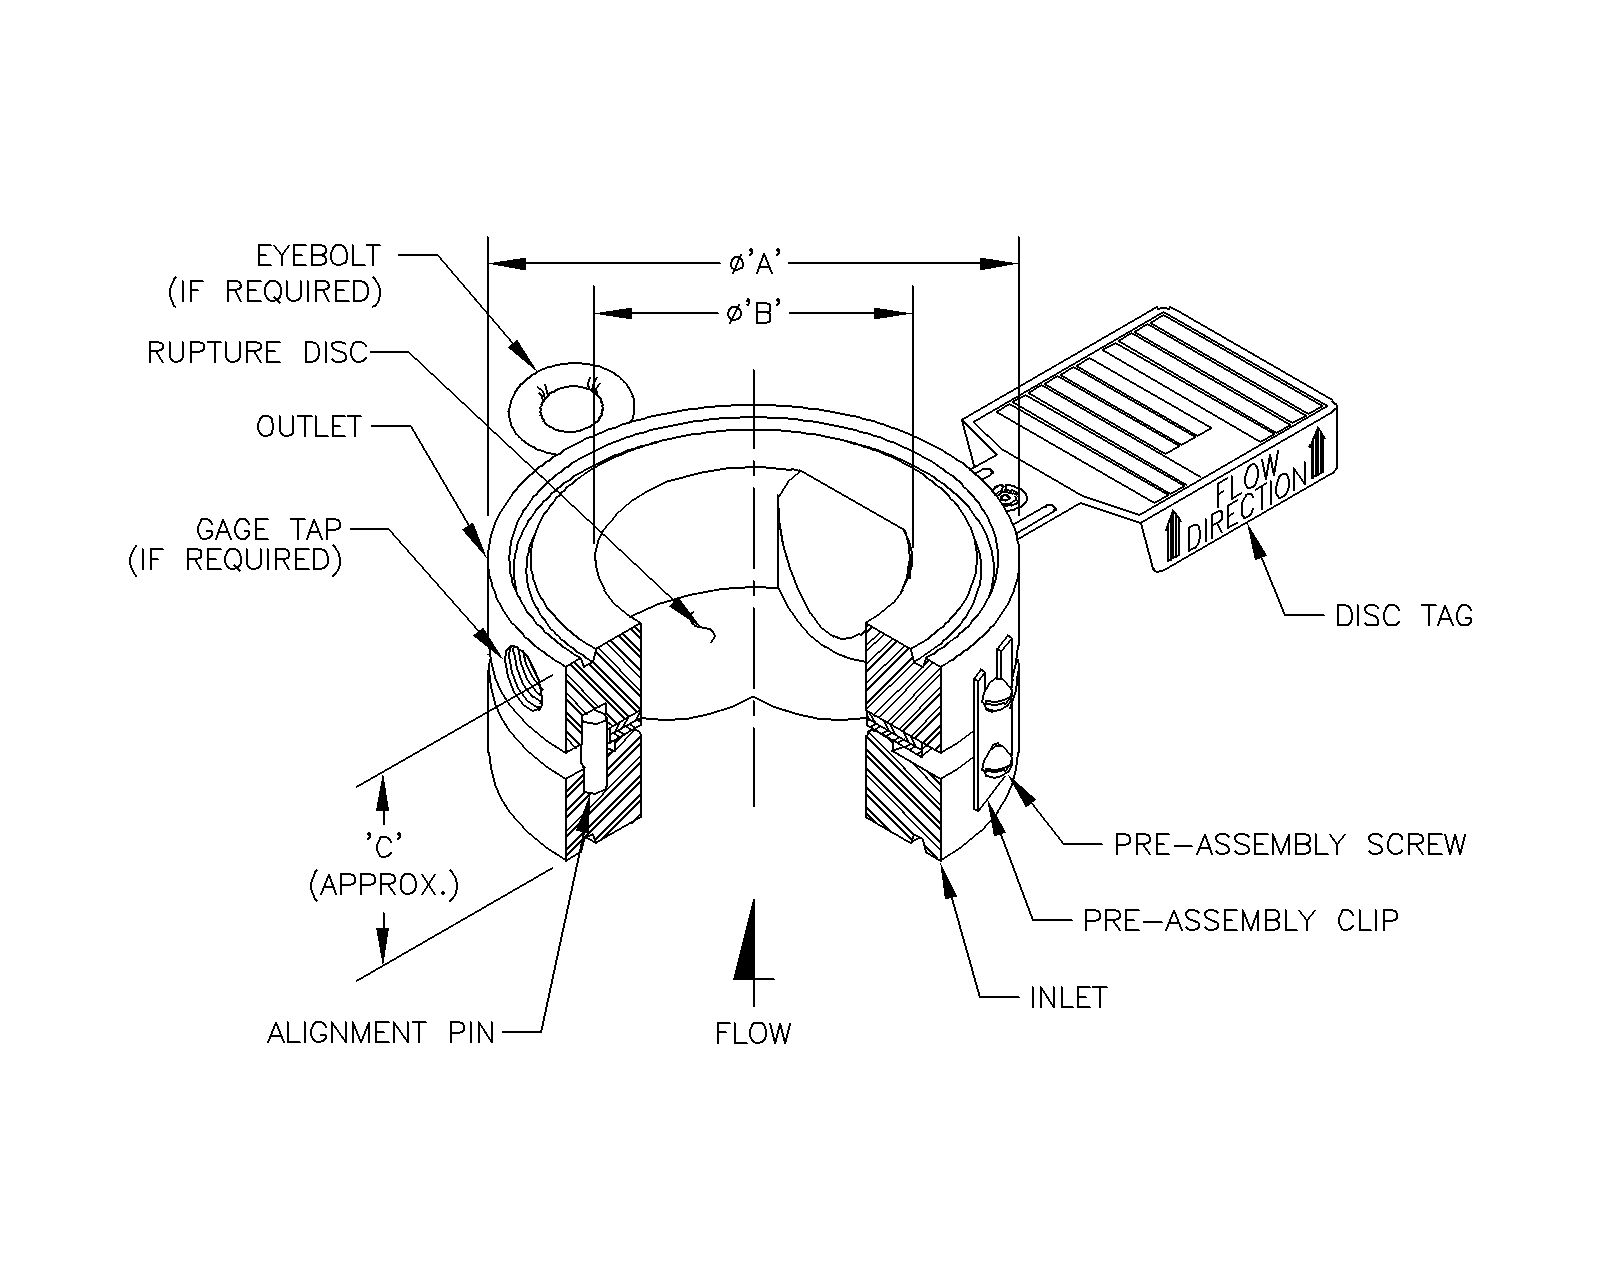 EYEBOLT
(IF REQUIRED)
RUPTURE DISC
OUTLET
GAGE TAP
(IF REQUIRED)
ø'A'
ø'B'
FLOW
DIRECTION
DISC TAG
'C'
(APPROX.)
PRE-ASSEMBLY SCREW
PRE-ASSEMBLY CLIP
INLET
ALIGNMENT PIN
FLOW